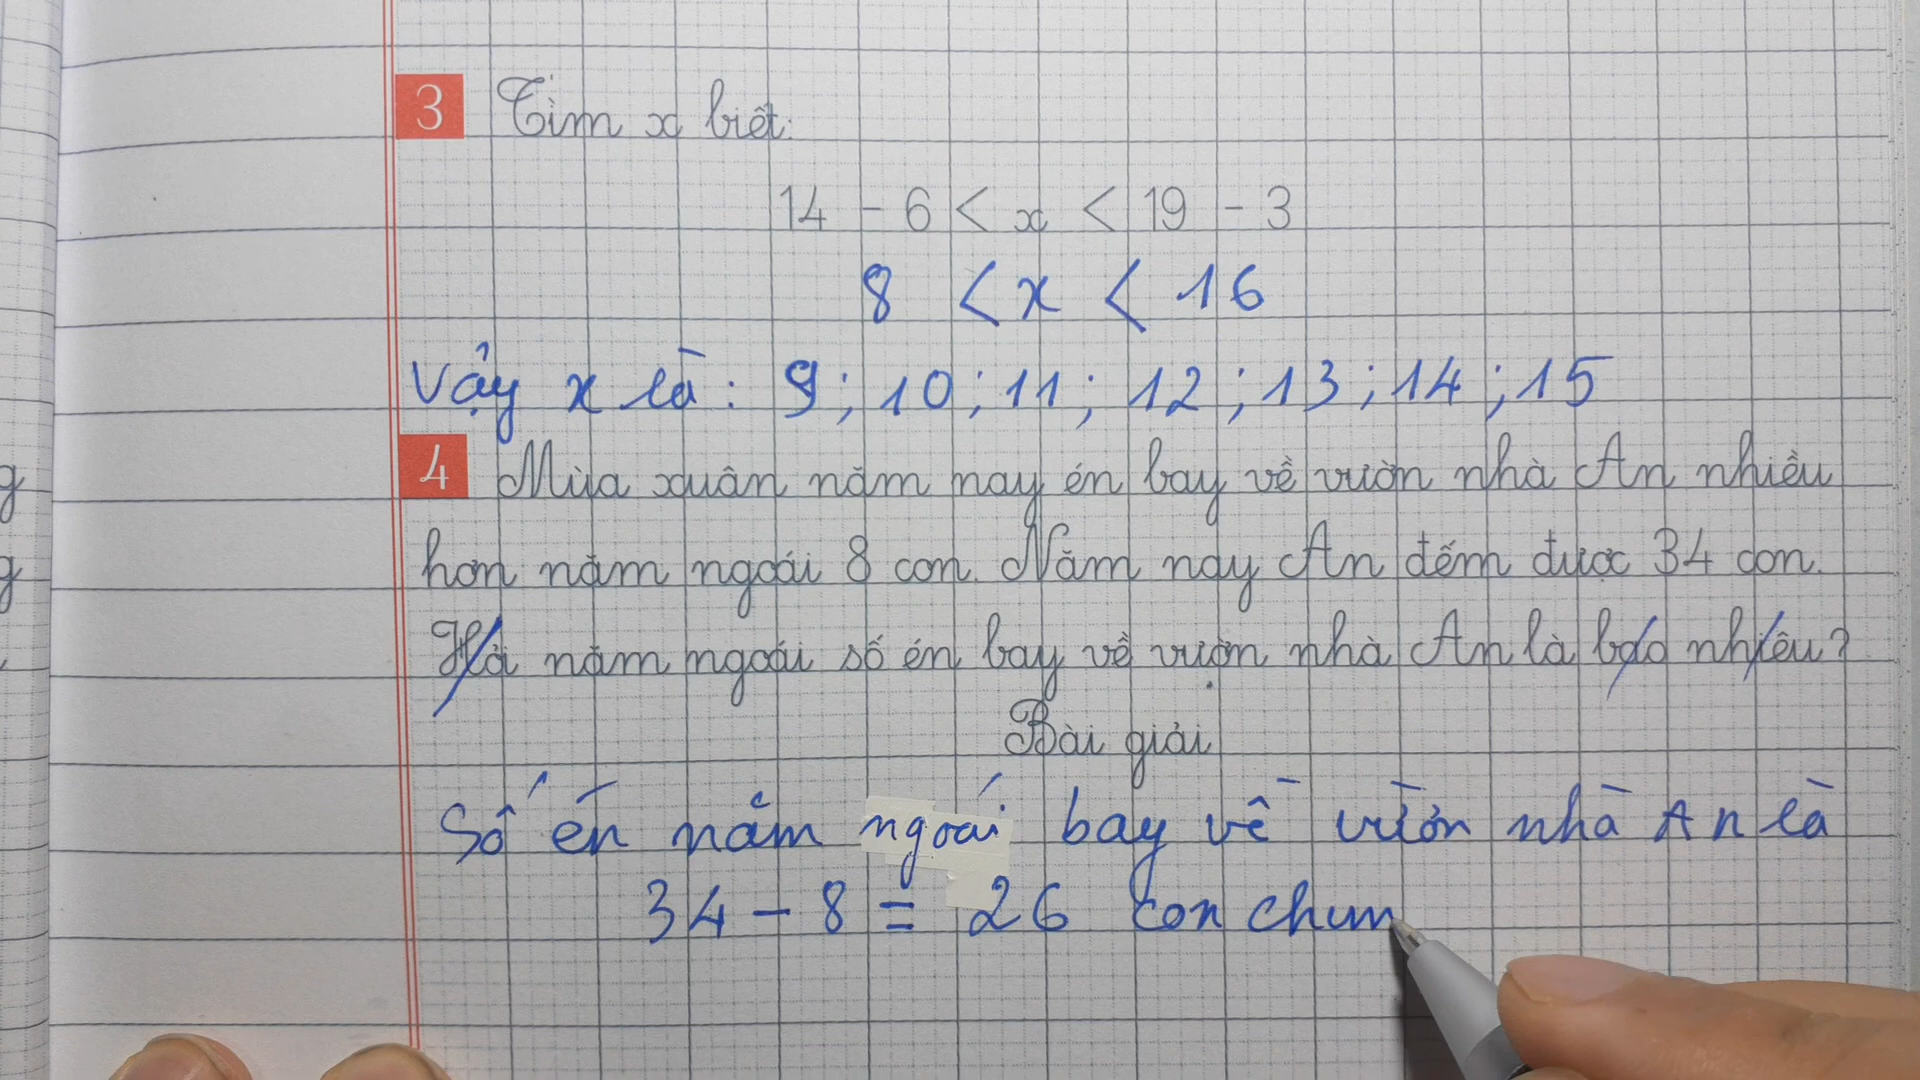 3 Tìm x biết:
14 - 6 < x < 19 - 3
8 < x < 16
Vậy x là: 9; 10; 11; 12; 13; 14; 15
4 Mùa xuân năm nay én bay về vườn nhà An nhiều
hơn năm ngoái 8 con. Năm nay An đếm được 34 con.
Hỏi năm ngoái số én bay về vườn nhà An là bao nhiêu?
Bài giải
Số én năm ngoái bay về vườn nhà An là
34 - 8 = 26 con chim